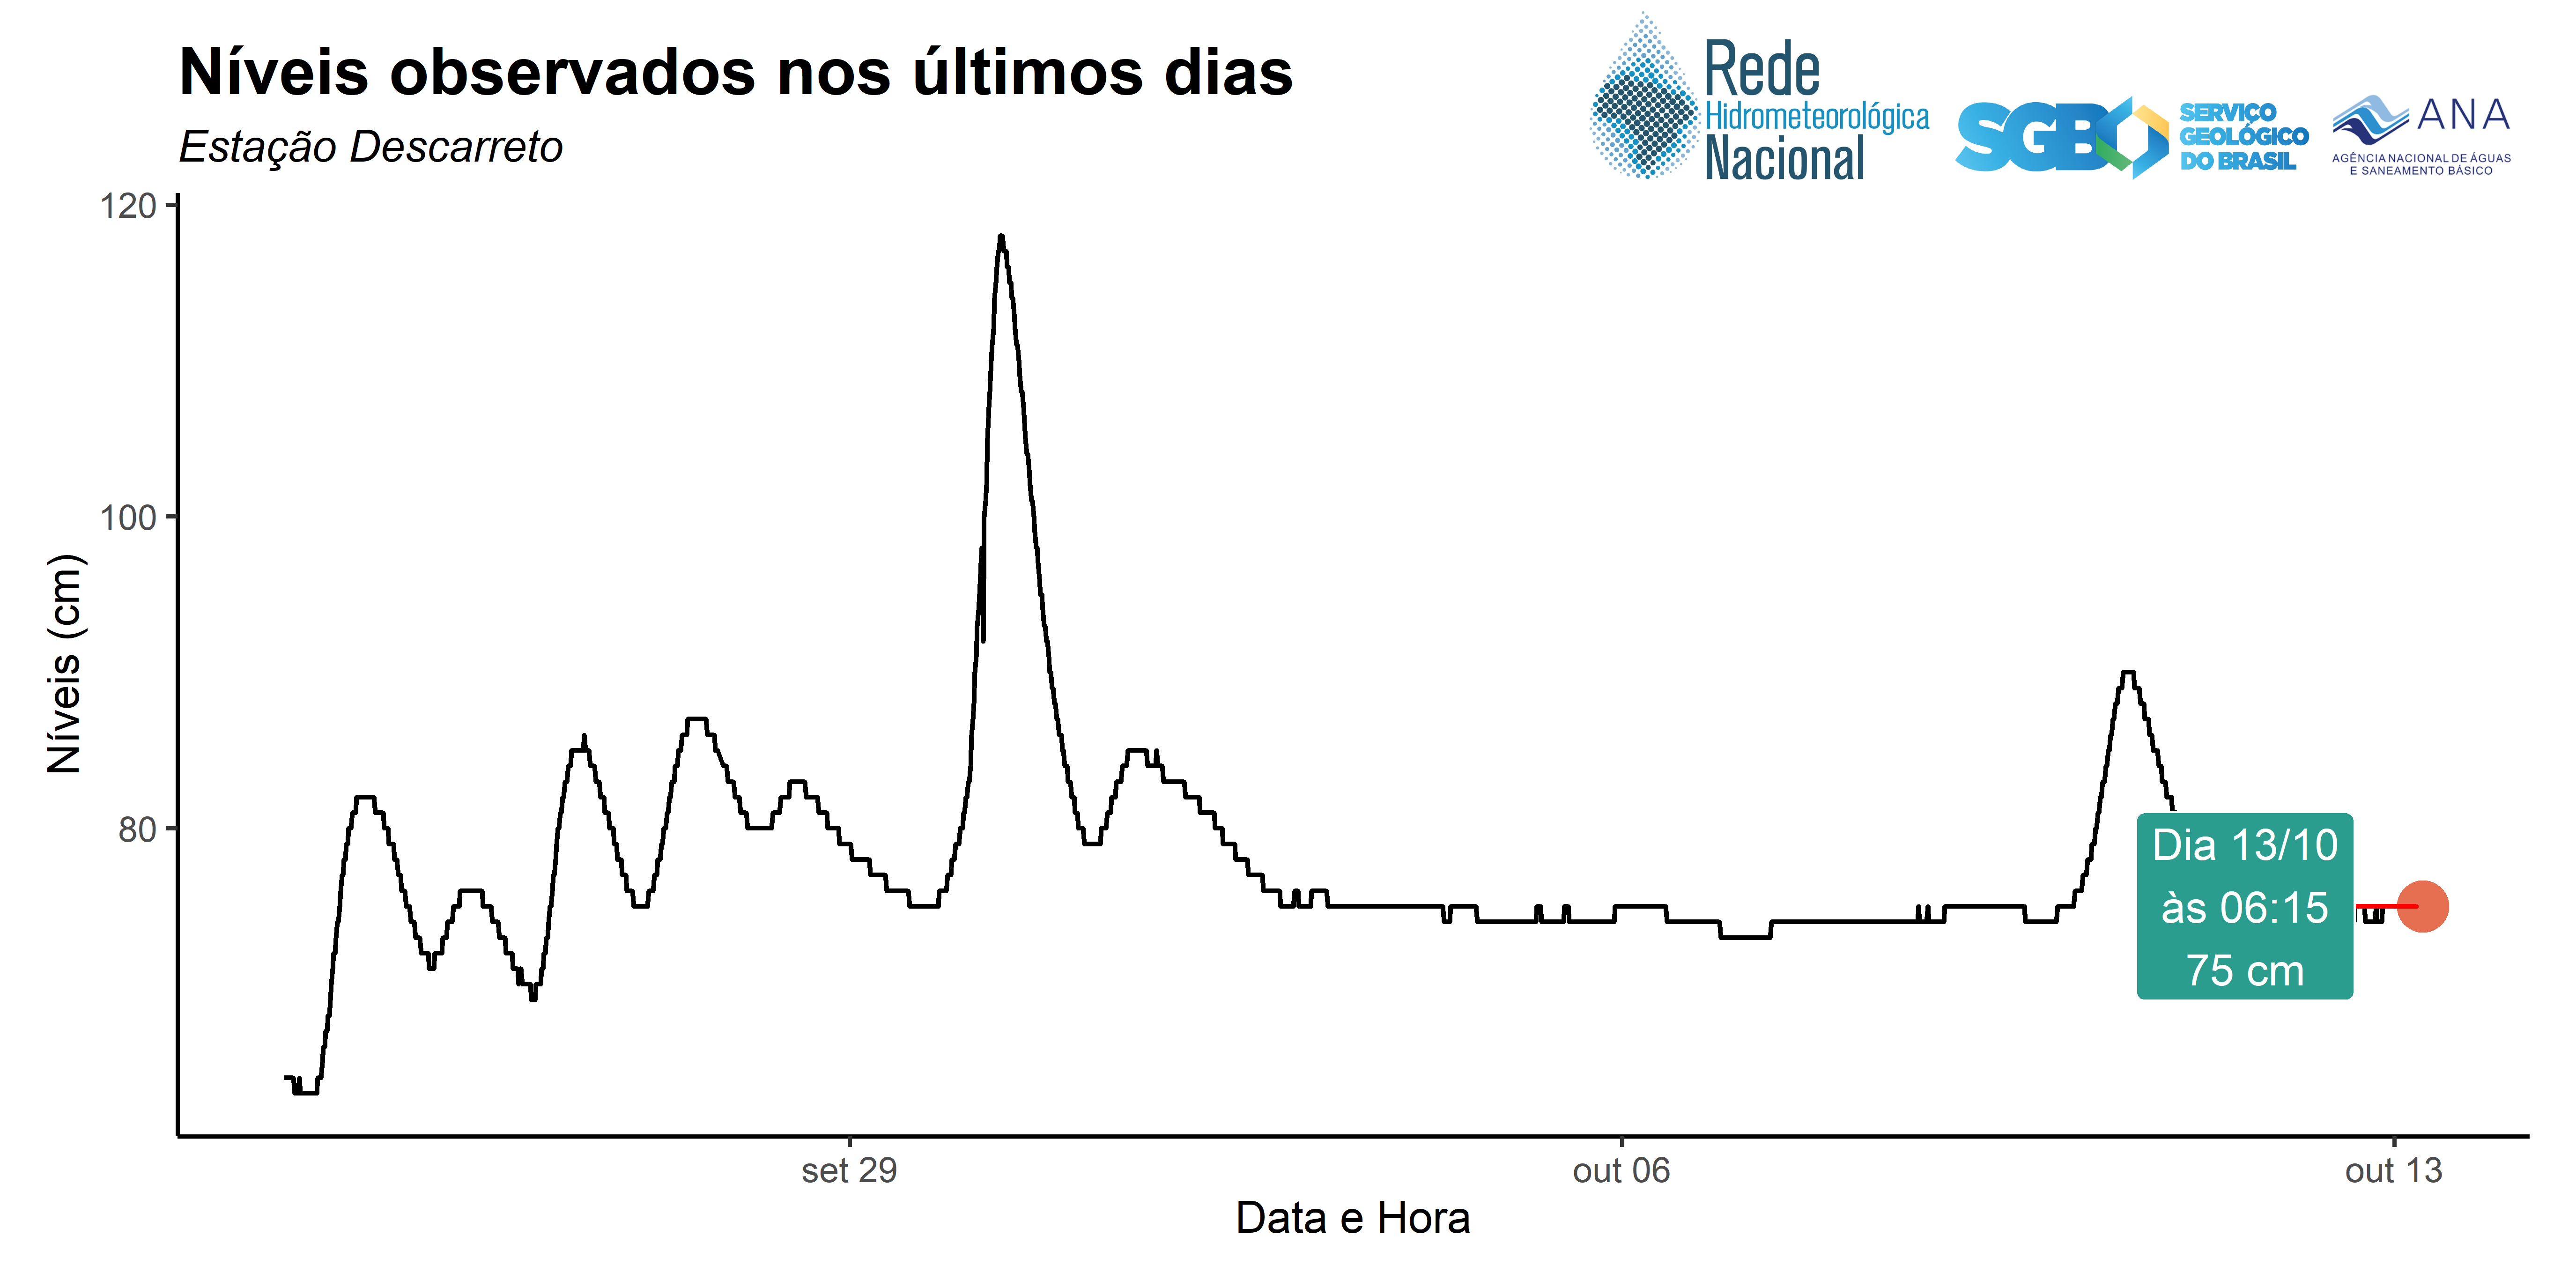 Níveis observados nos últimos dias
Estação Descarreto
Rede
Hidrometeorológica
Nacional
SGB
SERVIÇO
GEOLÓGICO
DO BRASIL
ANA
AGÊNCIA NACIONAL DE ÁGUAS
E SANEAMENTO BÁSICO
120
100
80
Níveis (cm)
Dia 13/10
às 06:15
75 cm
set 29
out 06
out 13
Data e Hora